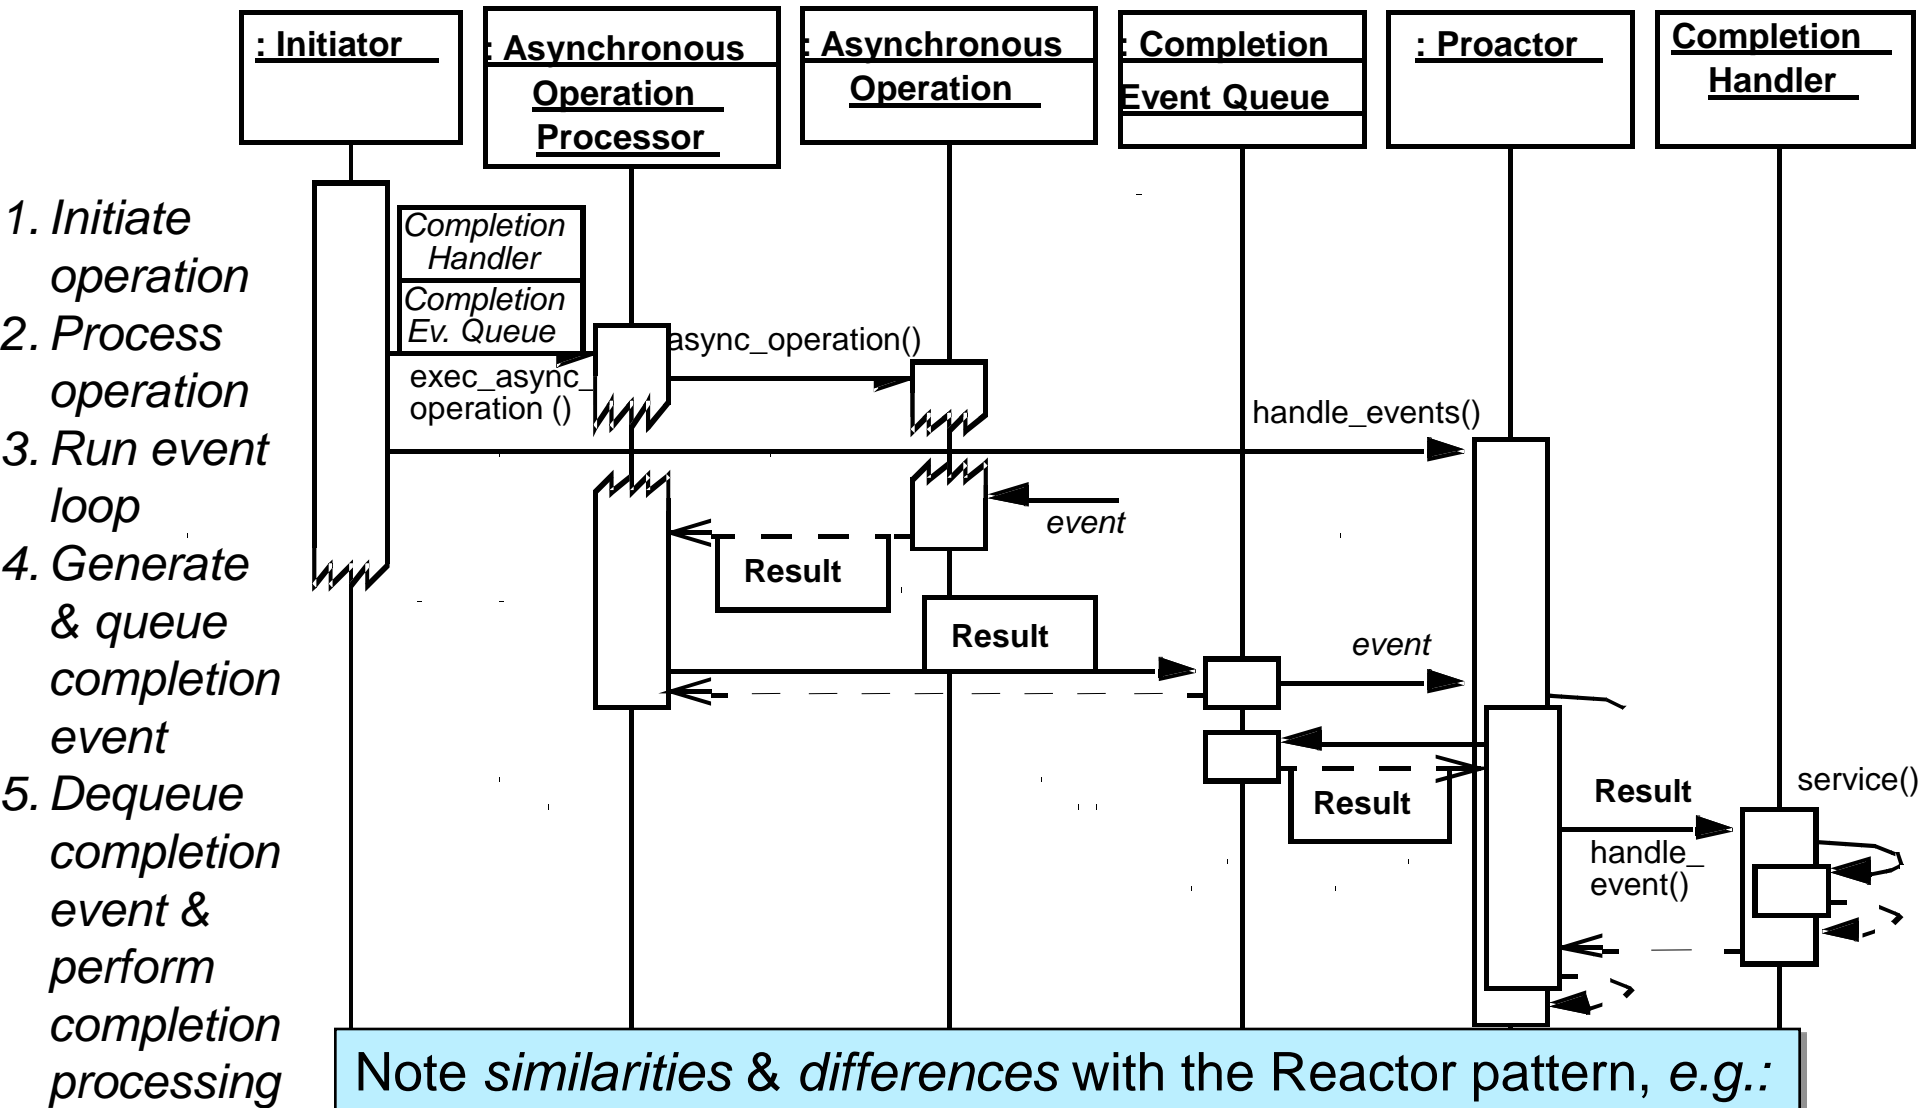 : Initiator
: Asynchronous
Operation
Processor
: Asynchronous
Operation
: Completion
Event Queue
: Proactor
Completion
Handler
1. Initiate
operation
2. Process
operation
3. Run event
loop
4. Generate
& queue
completion
event
5. Dequeue
completion
event &
perform
completion
processing
Completion
Handler
Completion
Ev. Queue
exec_async_
operation ()
async_operation()
handle_events()
event
Result
Result
event
Result
Result
service()
handle_
event()
Note similarities & differences with the Reactor pattern, e.g.: